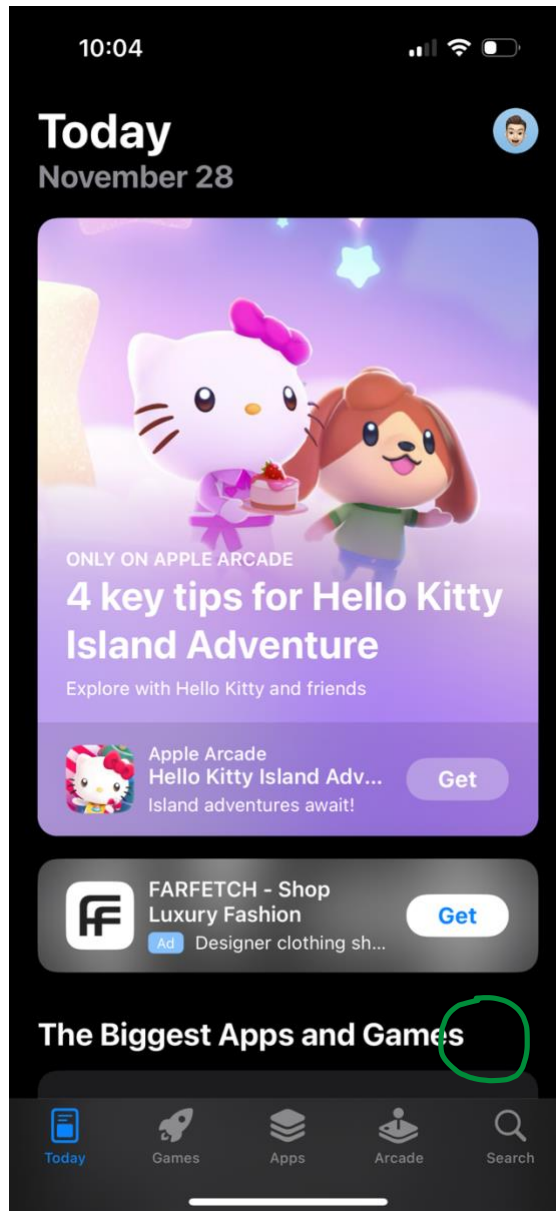 10:04
Today
November 28
ONLY ON APPLE ARCADE
4 key tips for Hello Kitty
Island Adventure
Explore with Hello Kitty and friends
Apple Arcade
Hello Kitty Island Adv...
Island adventures await!
Get
FARFETCH - Shop
Luxury Fashion
Ad Designer clothing sh...
Get
The Biggest Apps and Games
Today Games Apps Arcade Search